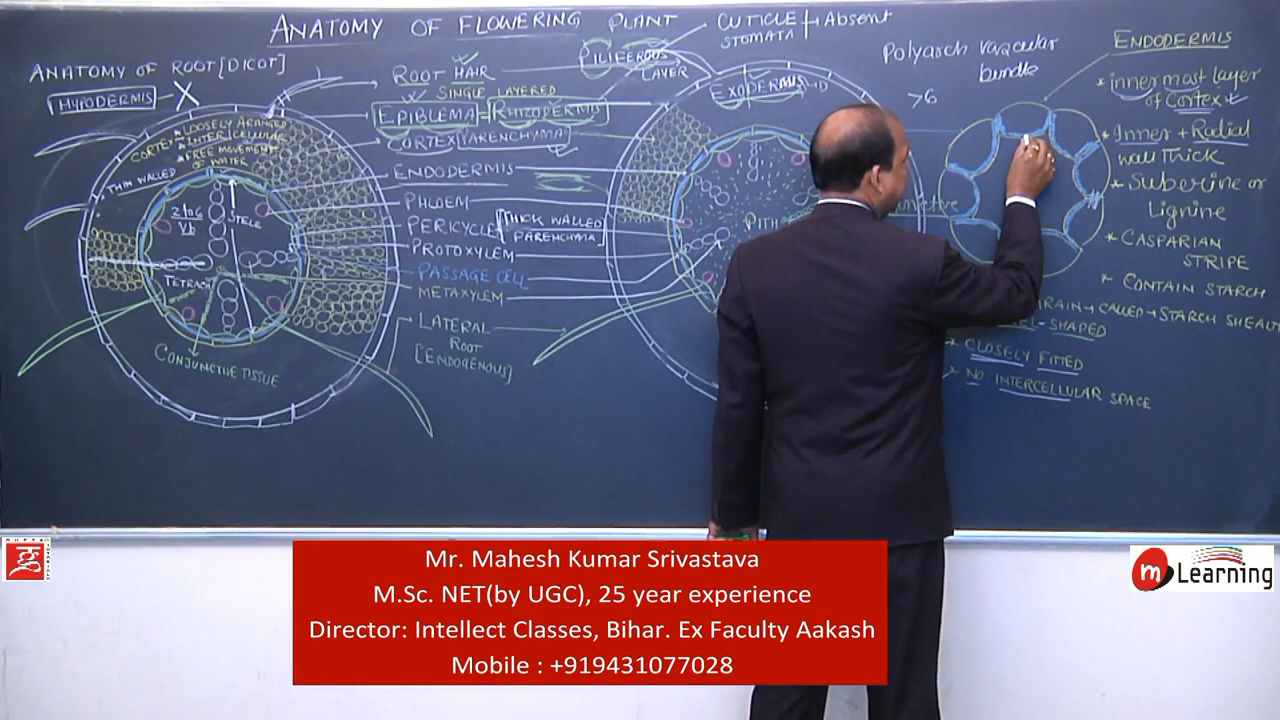 ANATOMY OF FLOWERING PLANT
CUTICLE
STOMATA Absent
ANATOMY OF ROOT [DICOT]
HYPODERMIS X
ROOT HAIR
PILIFEROUS
LAYER
SINGLE LAYERED
EPIBLEMA = RHIZODERMIS
CORTEX (PARENCHYMA)
ENDODERMIS
PHLOEM
PERICYCLE [THICK WALLED
PARENCHYMA]
PROTOXYLEM
PASSAGE CELL
METAXYLEM
LATERAL
ROOT
[ENDOGENOUS]
CORTEX
* LOOSELY ARRANGED
* INTERCELLULAR
* FREE MOVEMENT
OF WATER
THIN WALLED
2 to 6
Vb
STELE
TETRACH
CONJUNCTIVE TISSUE
EXODERMIS
PITH
Polyarch vascular
bundle
>6
ENDODERMIS
* inner most layer
of Cortex
* Inner + Radial
wall Thick
* Suberine or
Lignine
* CASPARIAN
STRIPE
* CONTAIN STARCH
RAIN → CALLED → STARCH SHEATH
- SHAPED
* CLOSELY FITTED
* NO INTERCELLULAR SPACE
Mr. Mahesh Kumar Srivastava
M.Sc. NET(by UGC), 25 year experience
Director: Intellect Classes, Bihar. Ex Faculty Aakash
Mobile : +919431077028
m Learning